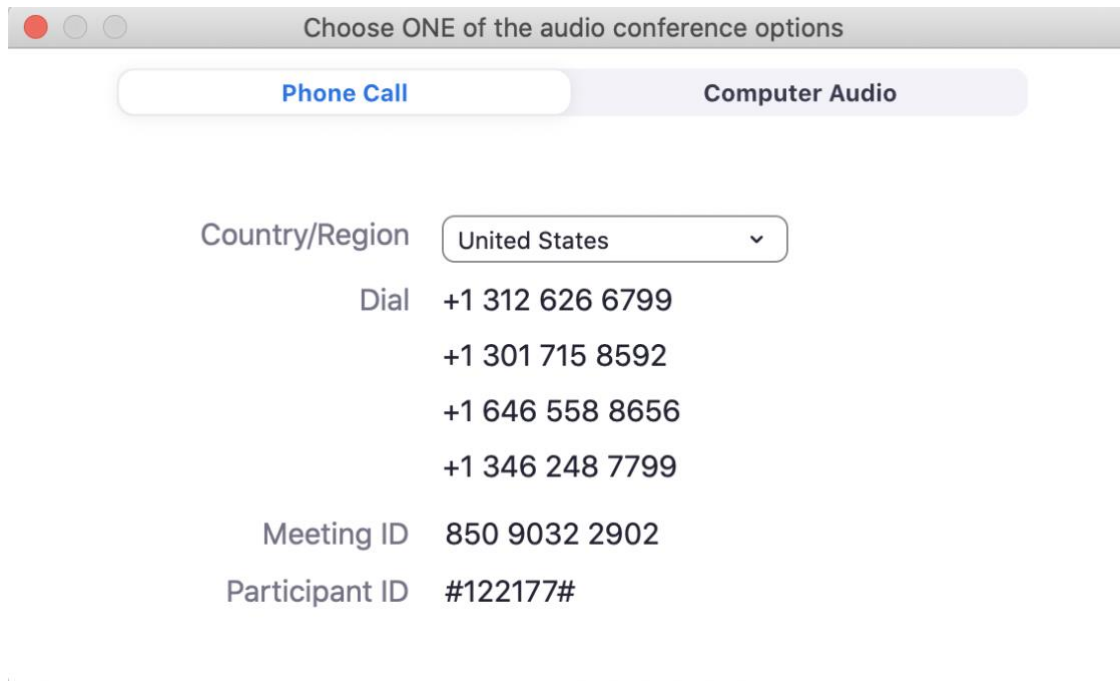 Choose ONE of the audio conference options
Phone Call Computer Audio
Country/Region United States
Dial +1 312 626 6799
+1 301 715 8592
+1 646 558 8656
+1 346 248 7799
Meeting ID 850 9032 2902
Participant ID #122177#